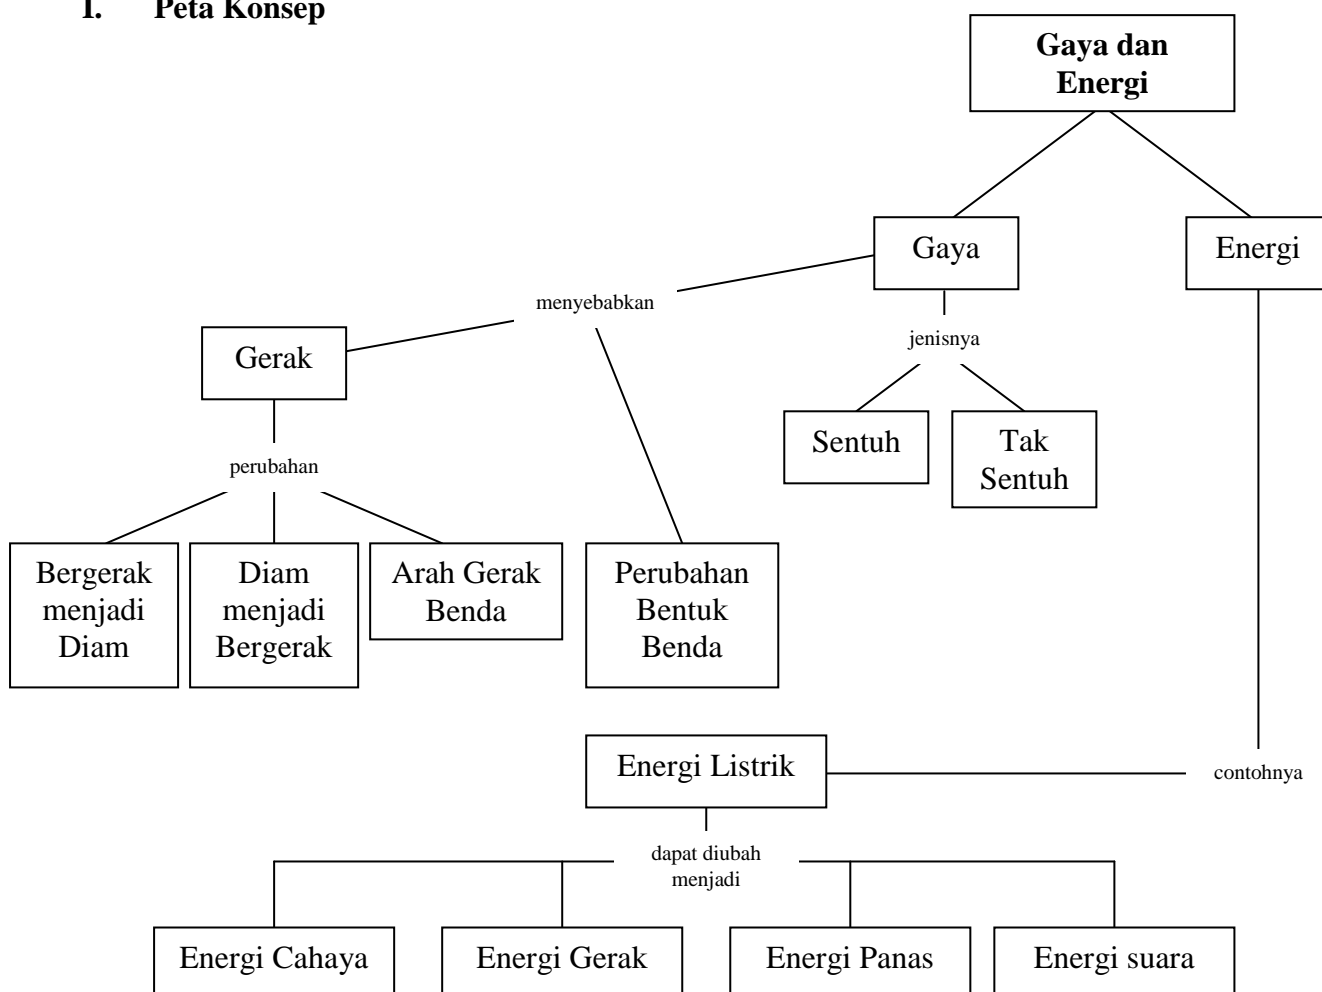 I. Peta Konsep
Gaya dan
Energi
Gaya
Energi
menyebabkan
jenisnya
Gerak
Sentuh
Tak
Sentuh
perubahan
Bergerak
menjadi
Diam
Diam
menjadi
Bergerak
Arah Gerak
Benda
Perubahan
Bentuk
Benda
Energi Listrik
contohnya
dapat diubah
menjadi
Energi Cahaya
Energi Gerak
Energi Panas
Energi suara